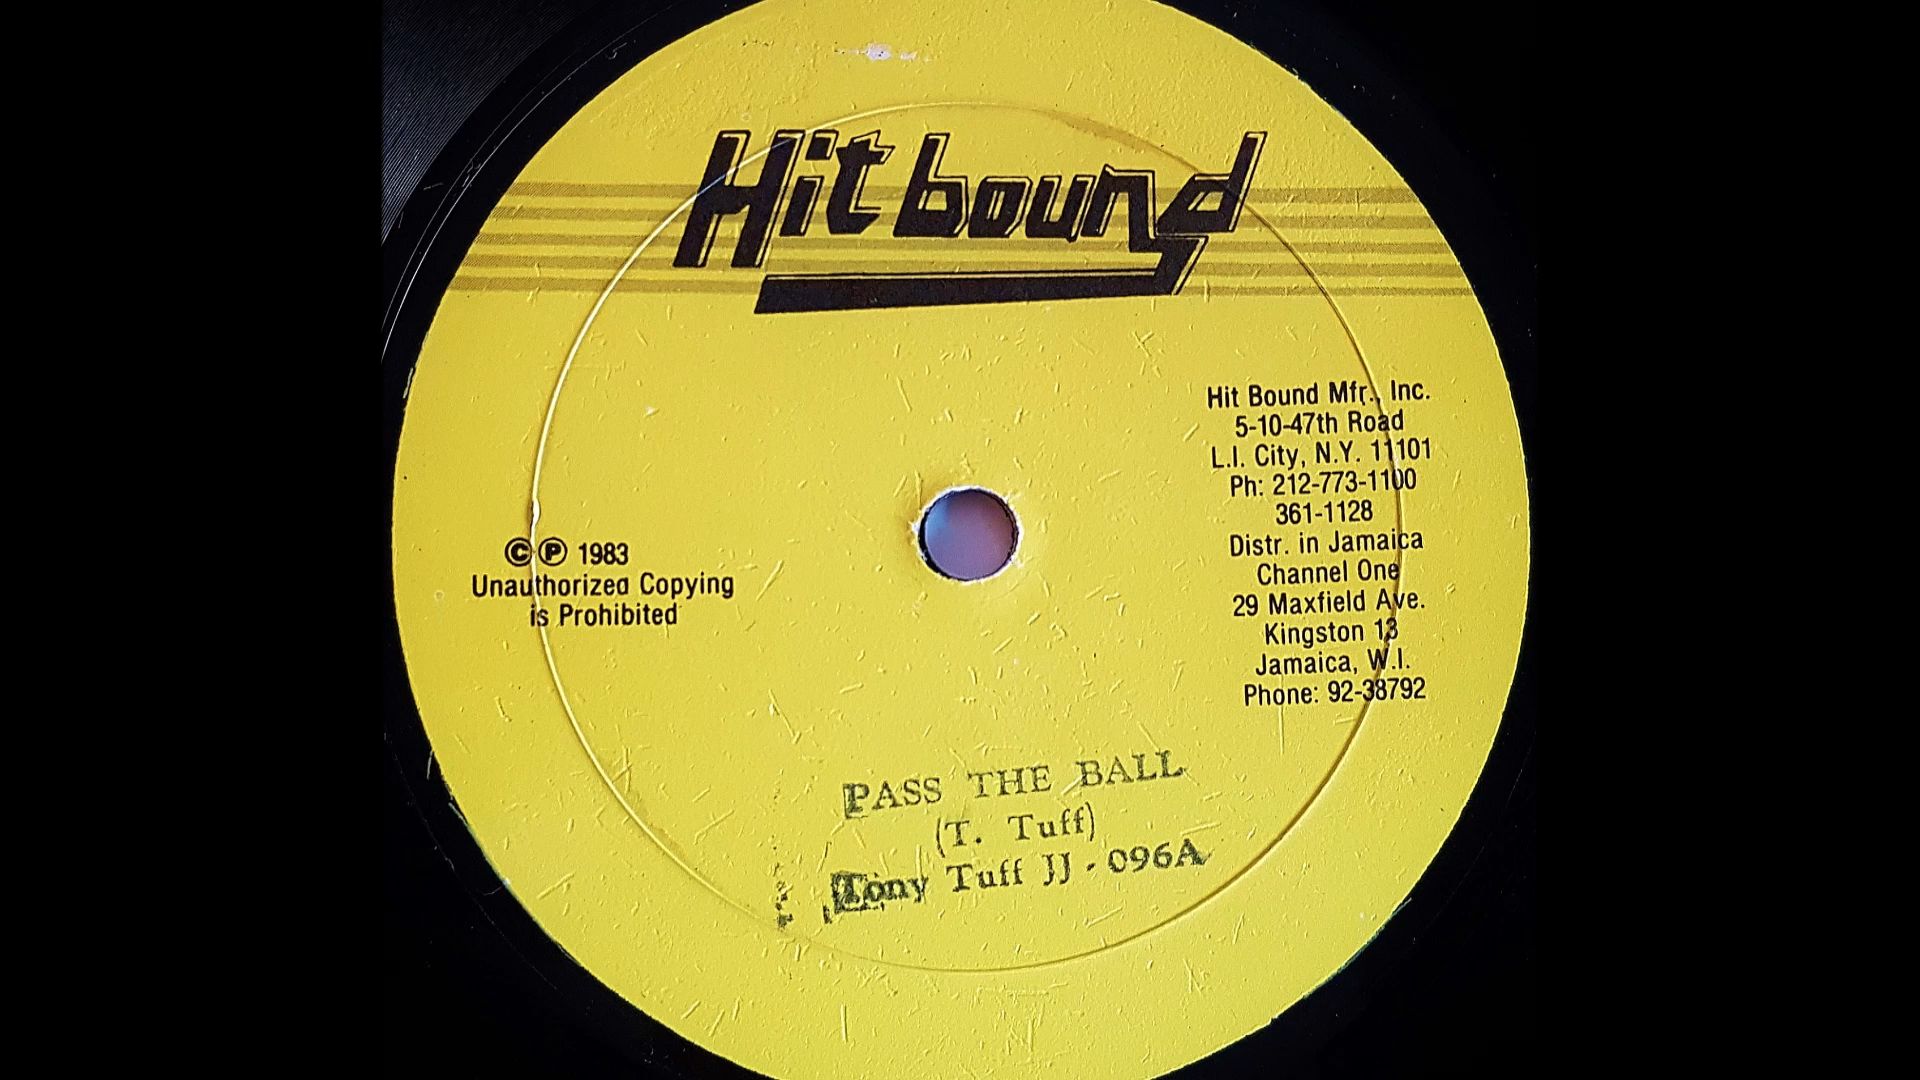 Hit bound
Hit Bound Mfr., Inc.
5-10-47th Road
L.I. City, N.Y. 11101
Ph: 212-773-1100
361-1128
Distr. in Jamaica
Channel One
29 Maxfield Ave.
Kingston 13
Jamaica, W.I.
Phone: 92-38792
©℗ 1983
Unauthorized Copying
is Prohibited
PASS THE BALL
(T. Tuff)
Tony Tuff JJ - 096A